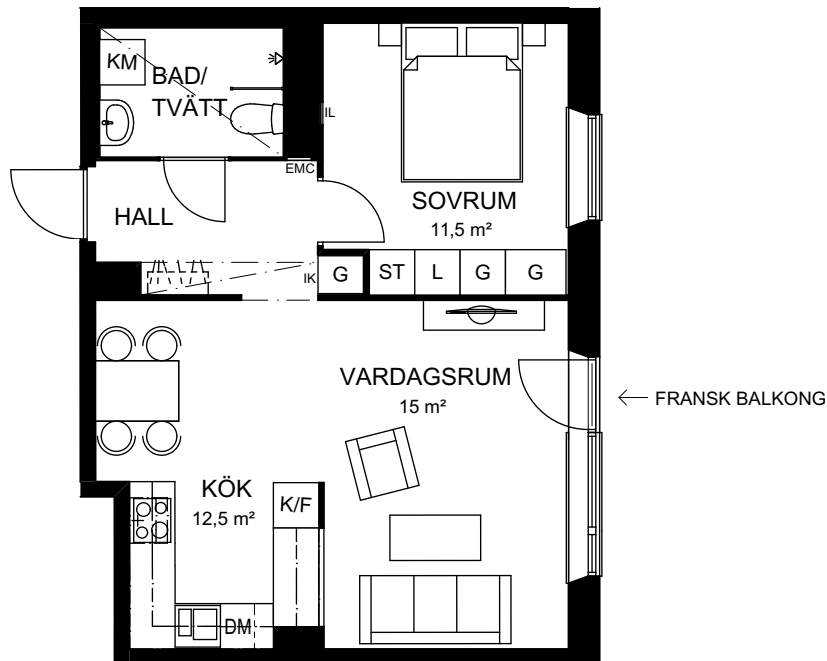 KM
BAD/
TVÄTT
IL
EMC
SOVRUM
11,5 m²
HALL
IK
G
ST
L
G
G
VARDAGSRUM
15 m²
FRANSK BALKONG
KÖK
12,5 m²
K/F
DM